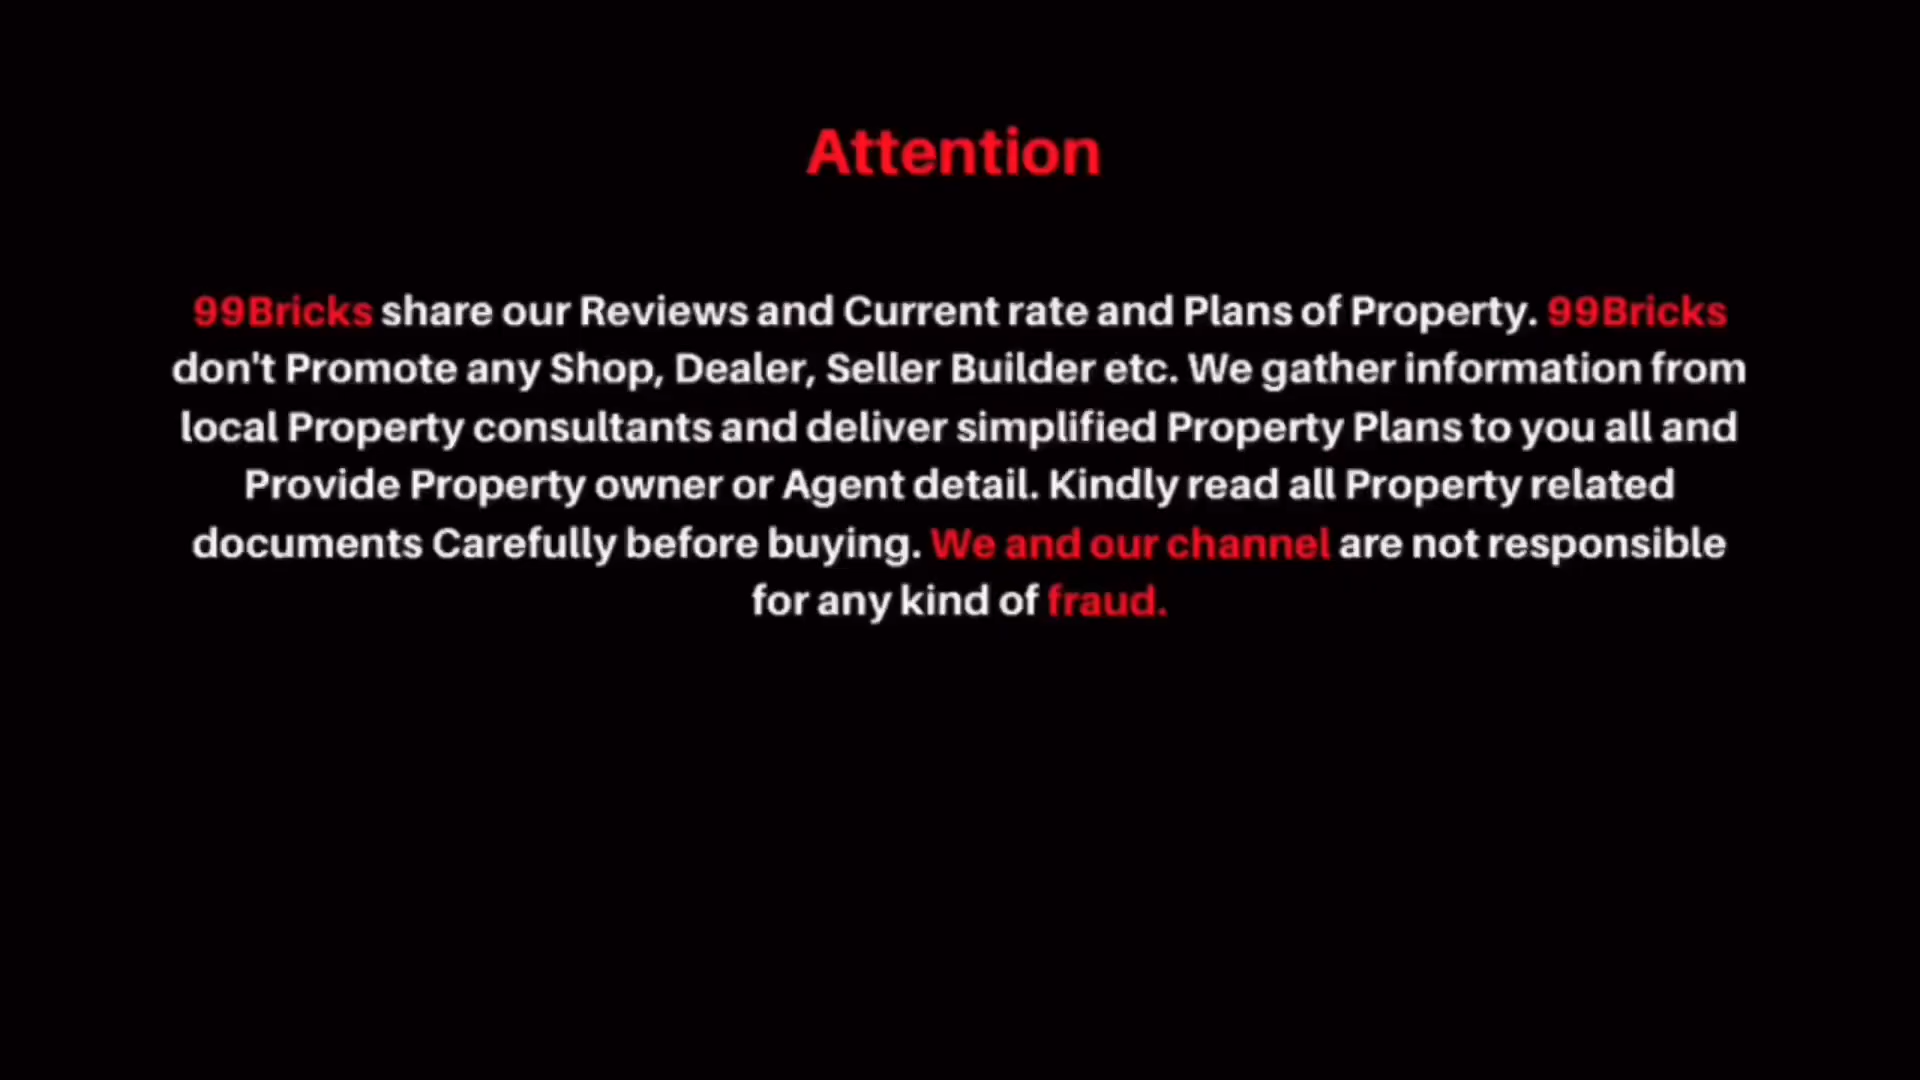 Attention
99Bricks share our Reviews and Current rate and Plans of Property. 99Bricks
don't Promote any Shop, Dealer, Seller Builder etc. We gather information from
local Property consultants and deliver simplified Property Plans to you all and
Provide Property owner or Agent detail. Kindly read all Property related
documents Carefully before buying. We and our channel are not responsible
for any kind of fraud.